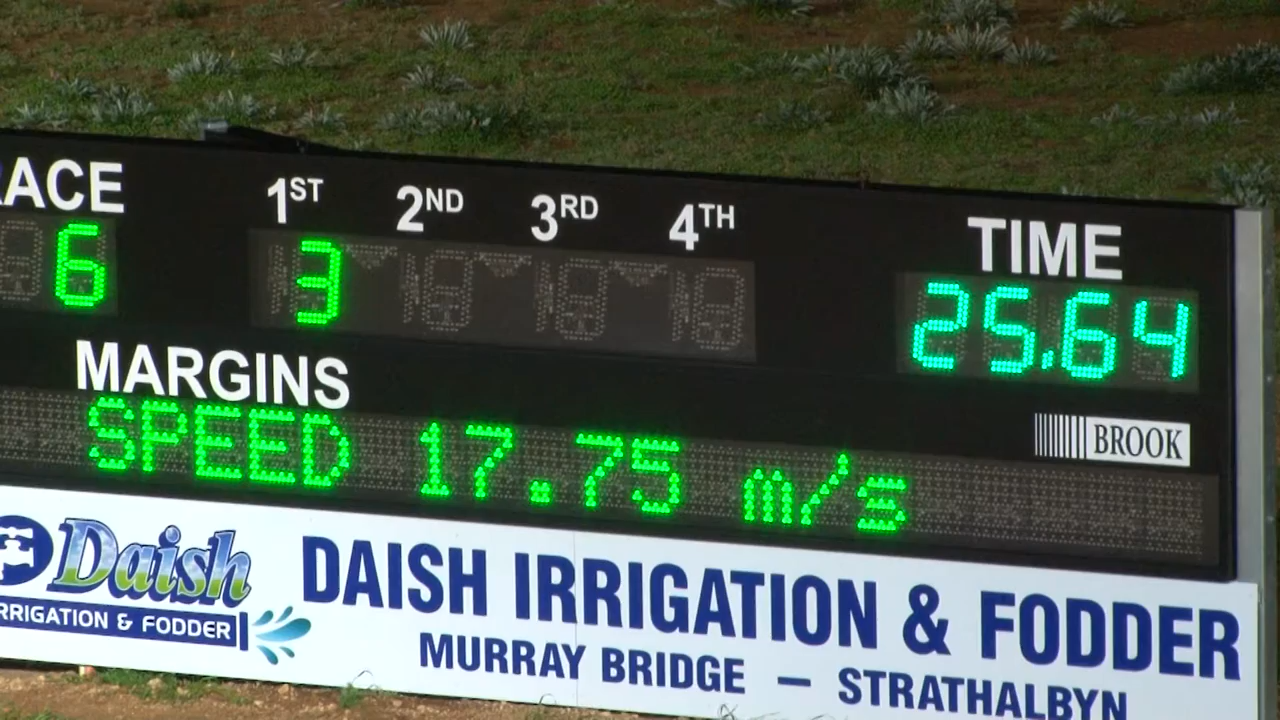 RACE 1ST 2ND 3RD 4TH TIME
6 3 25.64
MARGINS
BROOK
SPEED 17.75 m/s
Daish
IRRIGATION & FODDER
DAISH IRRIGATION & FODDER
MURRAY BRIDGE — STRATHALBYN